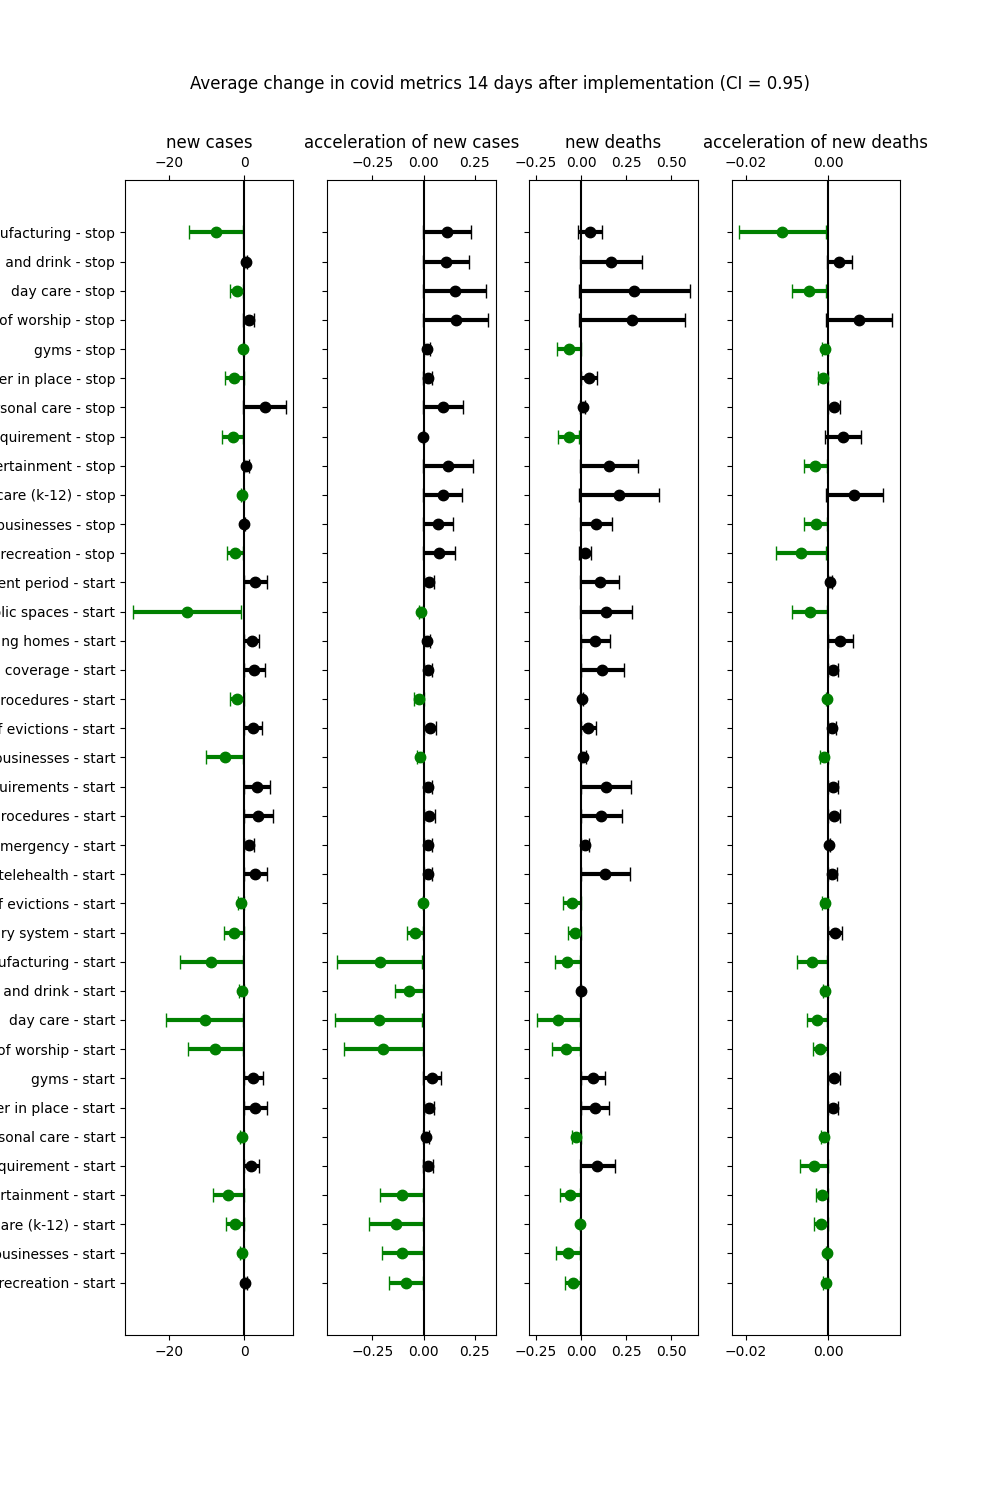 Average change in covid metrics 14 days after implementation (CI = 0.95)
new cases acceleration of new cases new deaths acceleration of new deaths
−20 0 −0.25 0.00 0.25 −0.25 0.00 0.25 0.50 −0.02 0.00
ufacturing - stop
and drink - stop
day care - stop
of worship - stop
gyms - stop
er in place - stop
sonal care - stop
quirement - stop
ertainment - stop
care (k-12) - stop
businesses - stop
recreation - stop
ent period - start
lic spaces - start
ng homes - start
coverage - start
rocedures - start
f evictions - start
businesses - start
uirements - start
rocedures - start
mergency - start
telehealth - start
f evictions - start
ry system - start
ufacturing - start
and drink - start
day care - start
of worship - start
gyms - start
er in place - start
sonal care - start
quirement - start
rtainment - start
are (k-12) - start
businesses - start
recreation - start
−20 0 −0.25 0.00 0.25 −0.25 0.00 0.25 0.50 −0.02 0.00